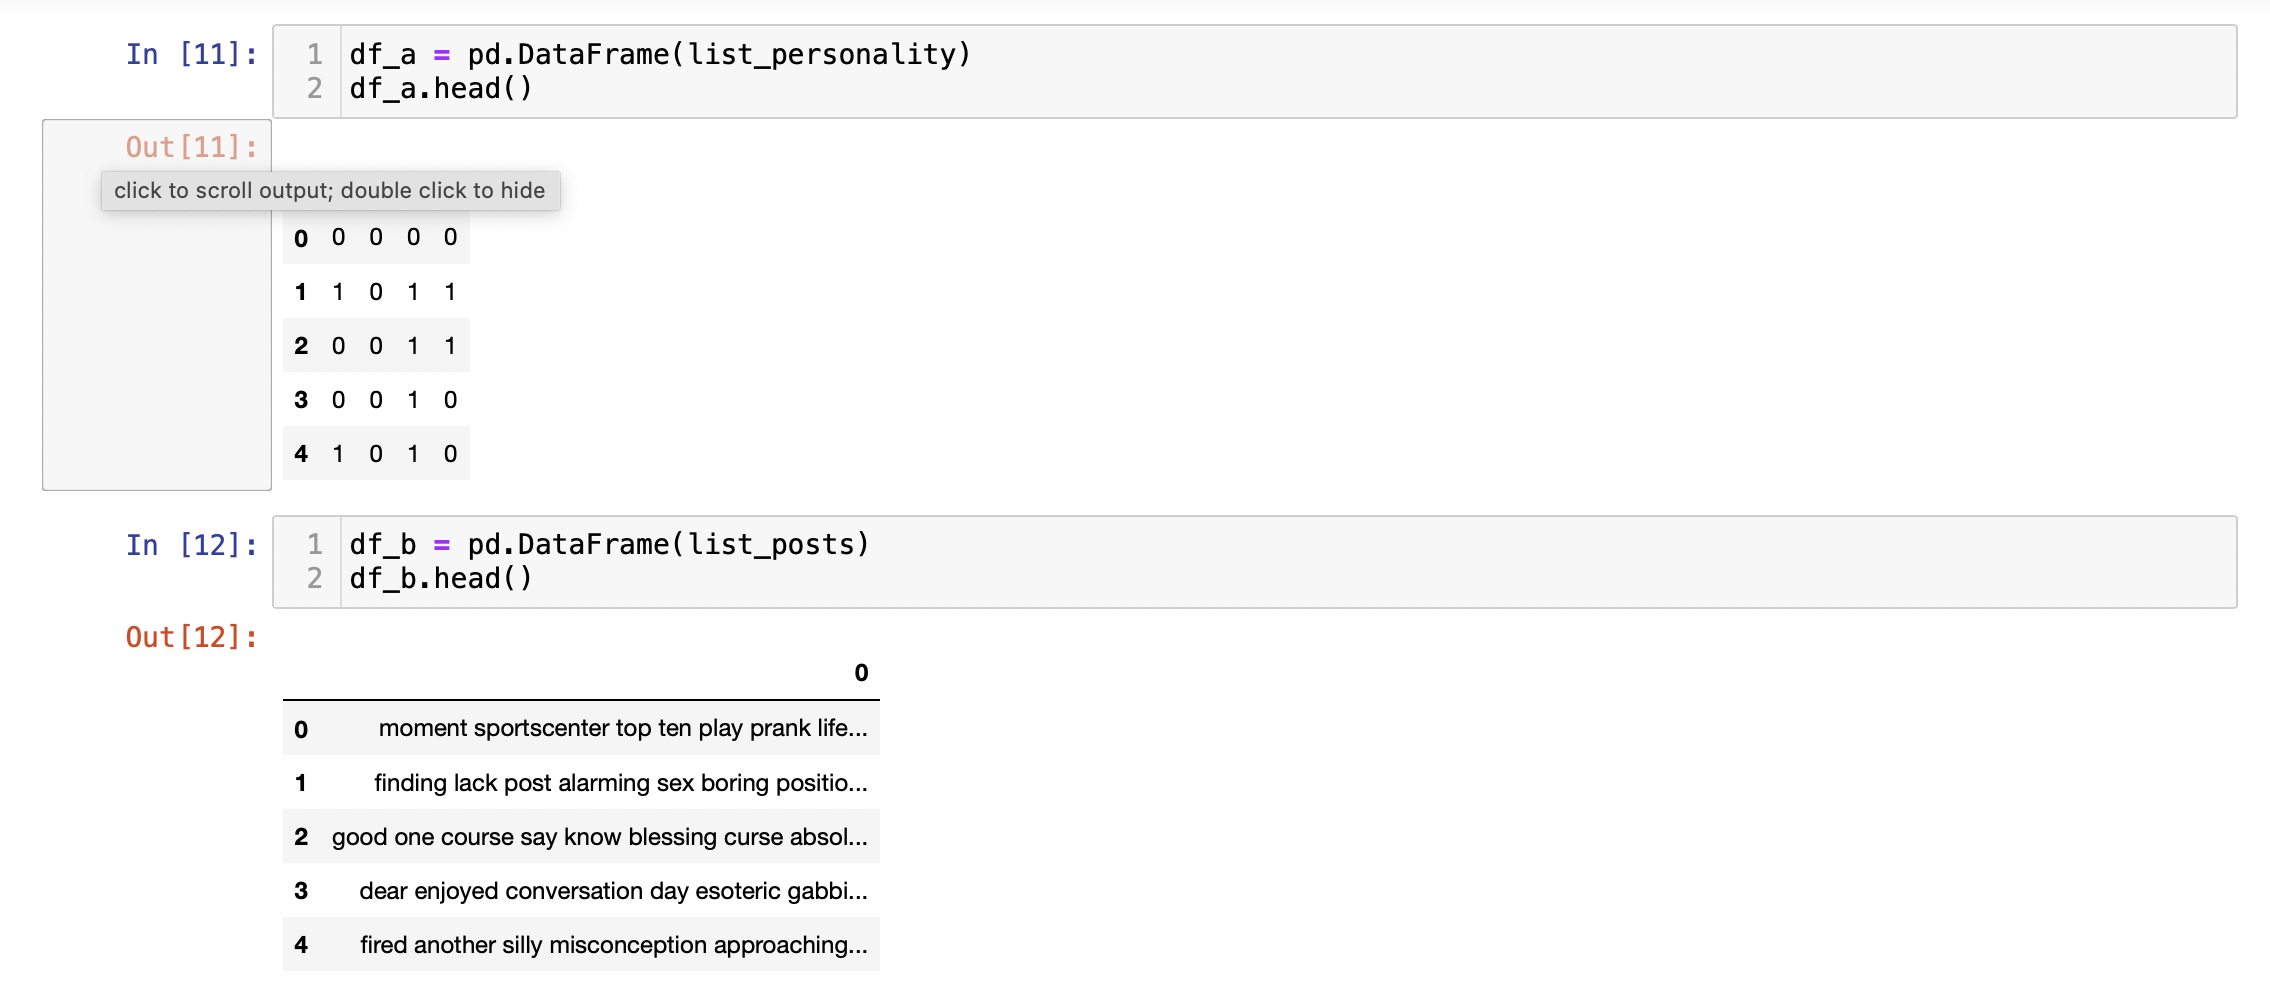 In [11]:
1 df_a = pd.DataFrame(list_personality)
2 df_a.head()
Out[11]:
click to scroll output; double click to hide
0 0 0 0 0
1 1 0 1 1
2 0 0 1 1
3 0 0 1 0
4 1 0 1 0
In [12]:
1 df_b = pd.DataFrame(list_posts)
2 df_b.head()
Out[12]:
0
0 moment sportscenter top ten play prank life...
1 finding lack post alarming sex boring positio...
2 good one course say know blessing curse absol...
3 dear enjoyed conversation day esoteric gabbi...
4 fired another silly misconception approaching...